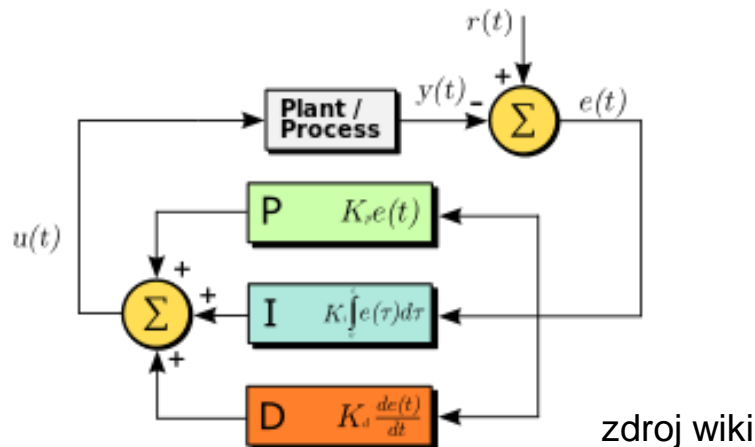 r(t)
+
Plant /
Process
y(t)
-
Σ
e(t)
P K_p e(t)
u(t)
+
Σ
+
I K_i ∫ e(τ)dτ
+
D K_d de(t)/dt
zdroj wiki